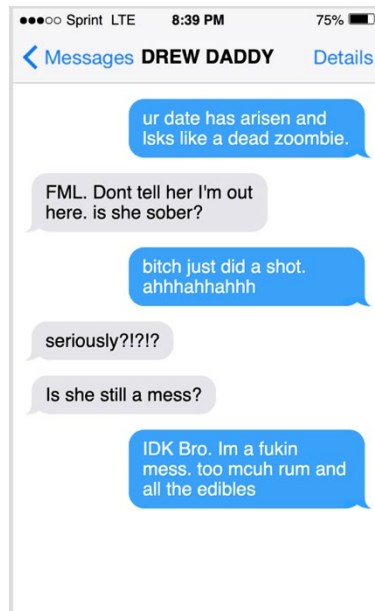 Sprint LTE 8:39 PM 75%
Messages DREW DADDY Details
ur date has arisen and
lsks like a dead zoombie.
FML. Dont tell her I'm out
here. is she sober?
bitch just did a shot.
ahhhahhahhh
seriously?!?!?
Is she still a mess?
IDK Bro. Im a fukin
mess. too mcuh rum and
all the edibles